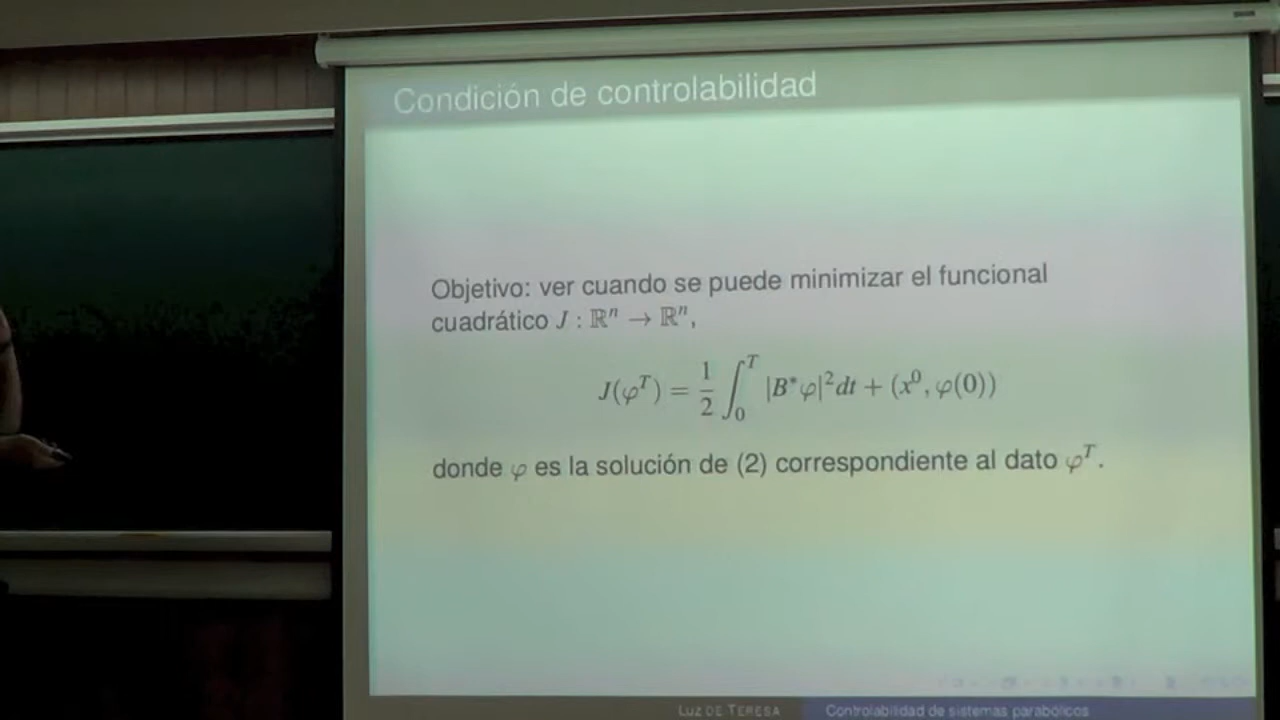 Condición de controlabilidad
Objetivo: ver cuando se puede minimizar el funcional
cuadrático J : ℝⁿ → ℝⁿ,
J(φᵀ) = 1/2 ∫₀ᵀ |B*φ|² dt + (x⁰, φ(0))
donde φ es la solución de (2) correspondiente al dato φᵀ.
LUZ DE TERESA
Controlabilidad de sistemas parabólicos